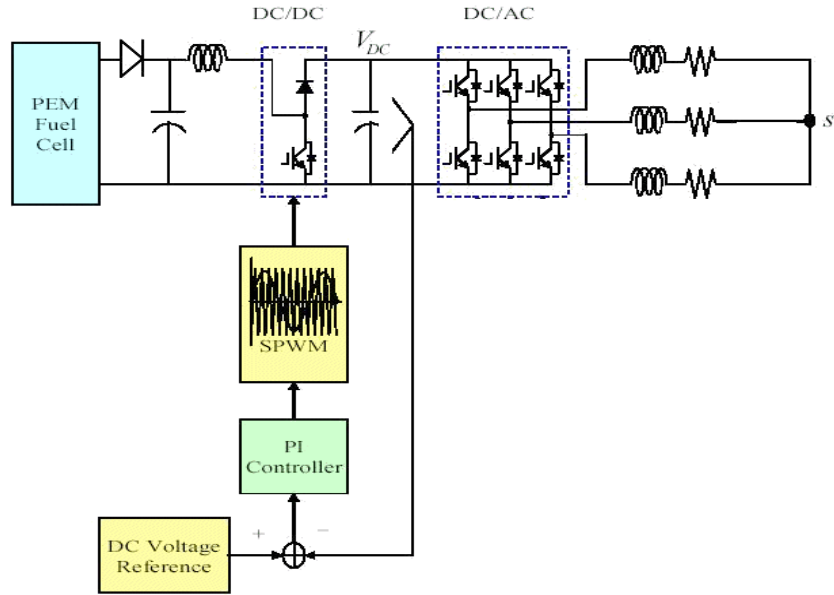 DC/DC
DC/AC
V_DC
PEM
Fuel
Cell
s
SPWM
PI
Controller
+
−
DC Voltage
Reference